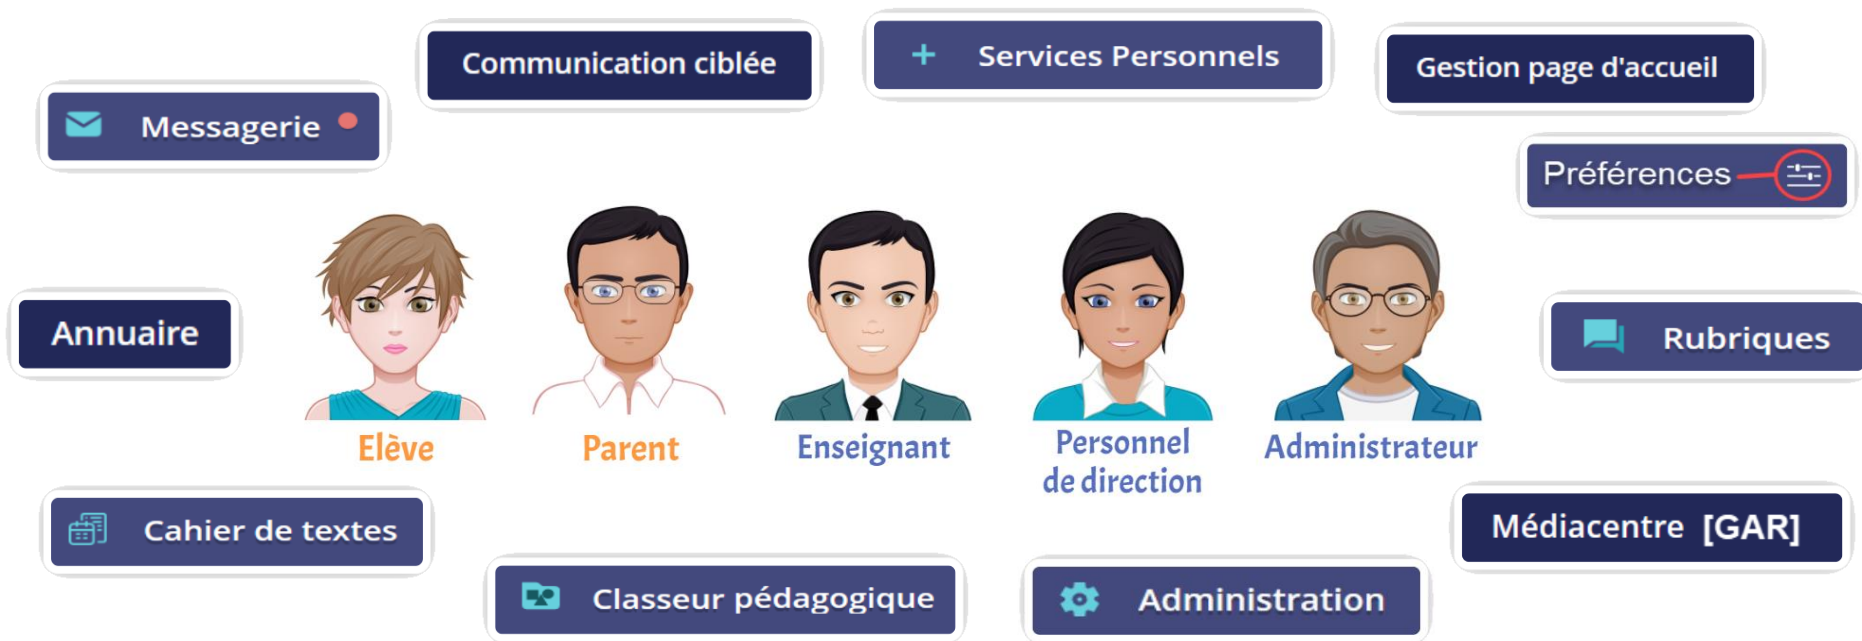 Communication ciblée
Services Personnels
Gestion page d'accueil
Messagerie
Préférences
Annuaire
Rubriques
Elève
Parent
Enseignant
Personnel
de direction
Administrateur
Cahier de textes
Médiacentre [GAR]
Classeur pédagogique
Administration